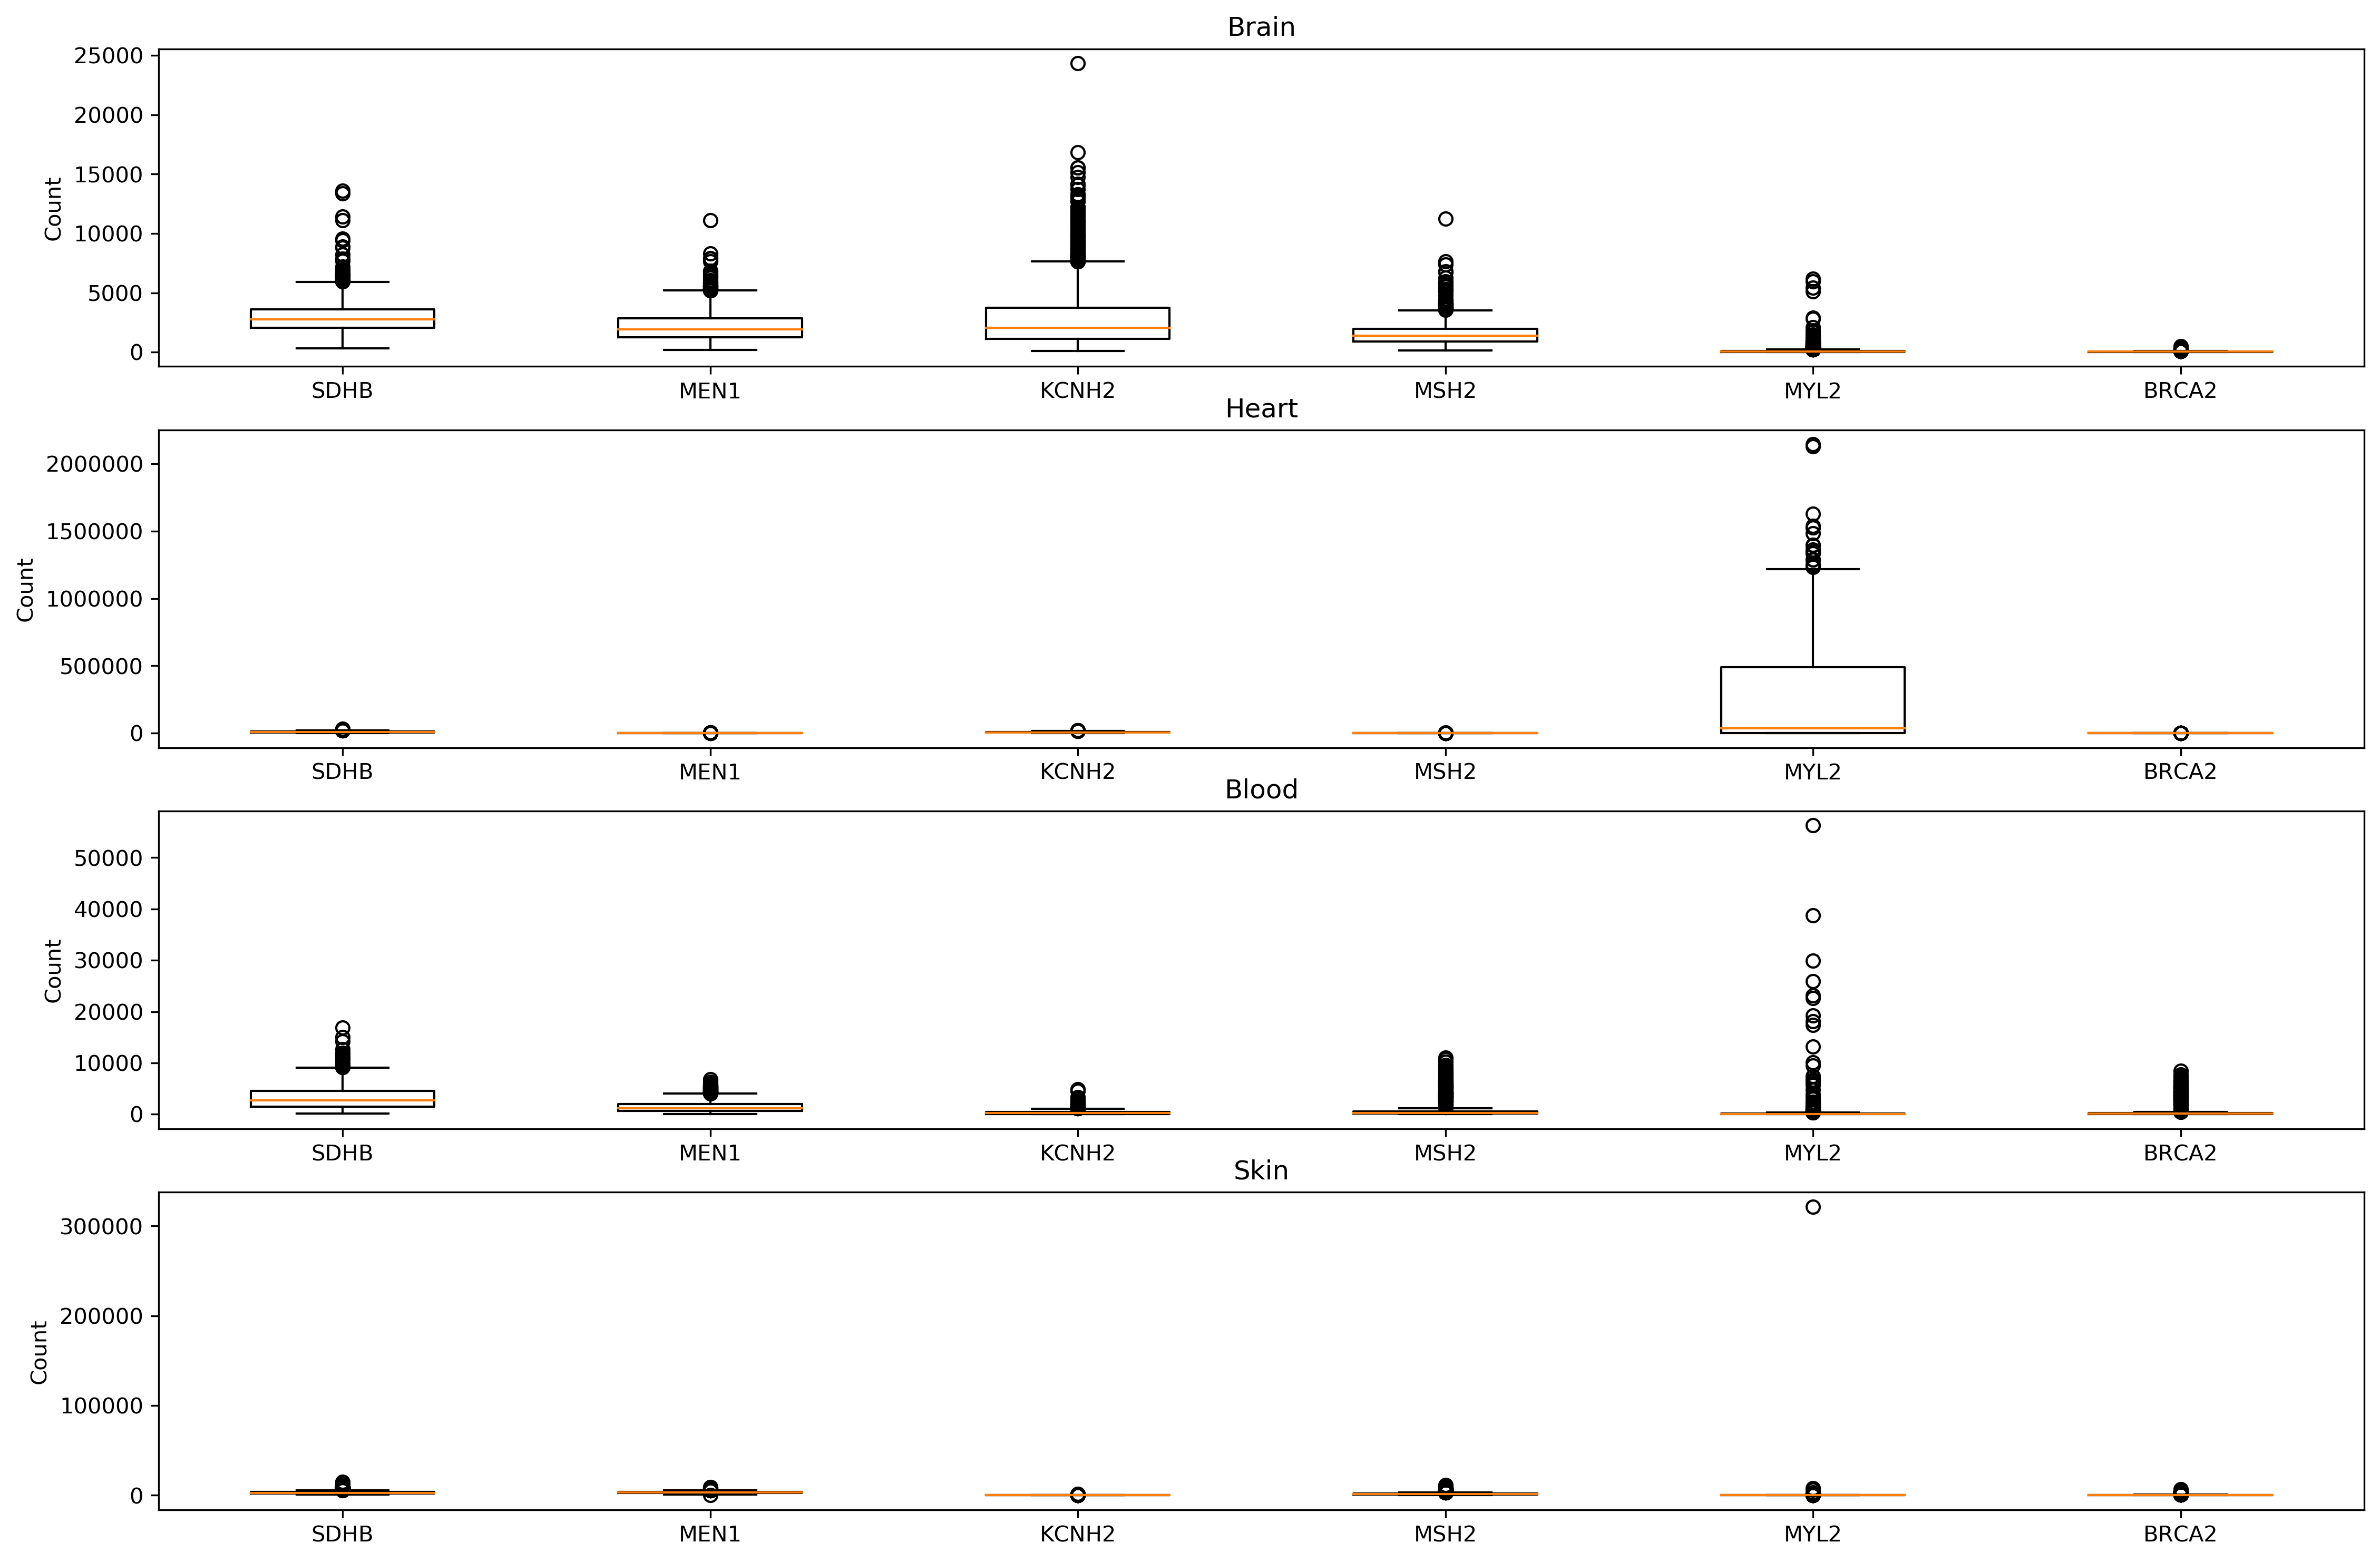 Brain
25000
20000
15000
10000
5000
0
Count
SDHB MEN1 KCNH2 MSH2 MYL2 BRCA2
Heart
2000000
1500000
1000000
500000
0
Count
SDHB MEN1 KCNH2 MSH2 MYL2 BRCA2
Blood
50000
40000
30000
20000
10000
0
Count
SDHB MEN1 KCNH2 MSH2 MYL2 BRCA2
Skin
300000
200000
100000
0
Count
SDHB MEN1 KCNH2 MSH2 MYL2 BRCA2